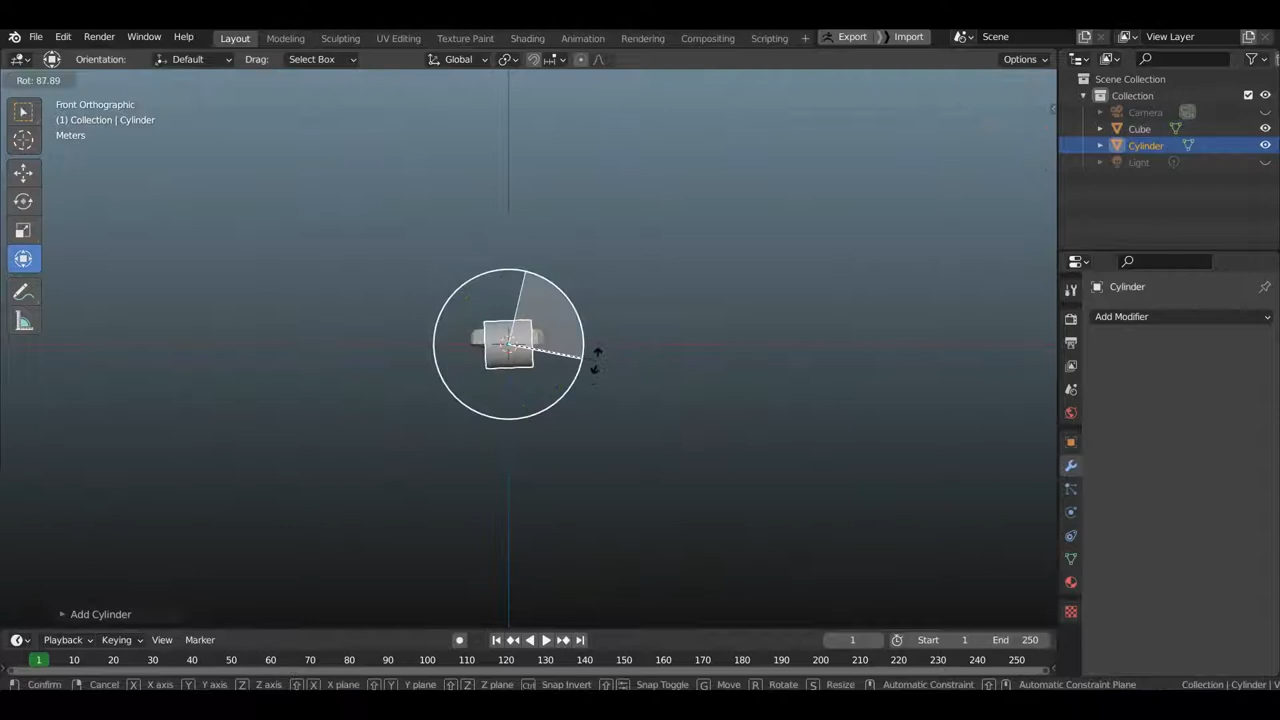 File Edit Render Window Help Layout Modeling Sculpting UV Editing Texture Paint Shading Animation Rendering Compositing Scripting + Export Import Scene View Layer
Orientation: Default Drag: Select Box Global Options
Rot: 87.89
Front Orthographic
(1) Collection | Cylinder
Meters
Scene Collection
Collection
Camera
Cube
Cylinder
Light
Cylinder
Add Modifier
Add Cylinder
Playback Keying View Marker 1 Start 1 End 250
1 10 20 30 40 50 60 70 80 90 100 110 120 130 140 150 160 170 180 190 200 210 220 230 240 250
Confirm Cancel X X axis Y Y axis Z Z axis X X plane Y Y plane Z Z plane Ctrl Snap Invert Snap Toggle G Move R Rotate S Resize Automatic Constraint Automatic Constraint Plane Collection | Cylinder | V